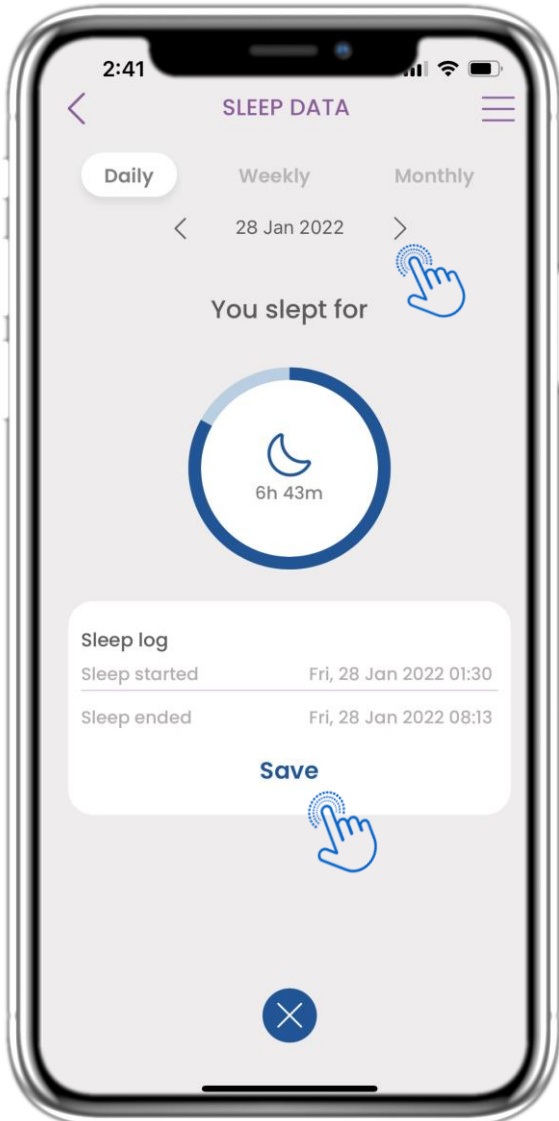 2:41
SLEEP DATA
Daily Weekly Monthly
28 Jan 2022
You slept for
6h 43m
Sleep log
Sleep started Fri, 28 Jan 2022 01:30
Sleep ended Fri, 28 Jan 2022 08:13
Save